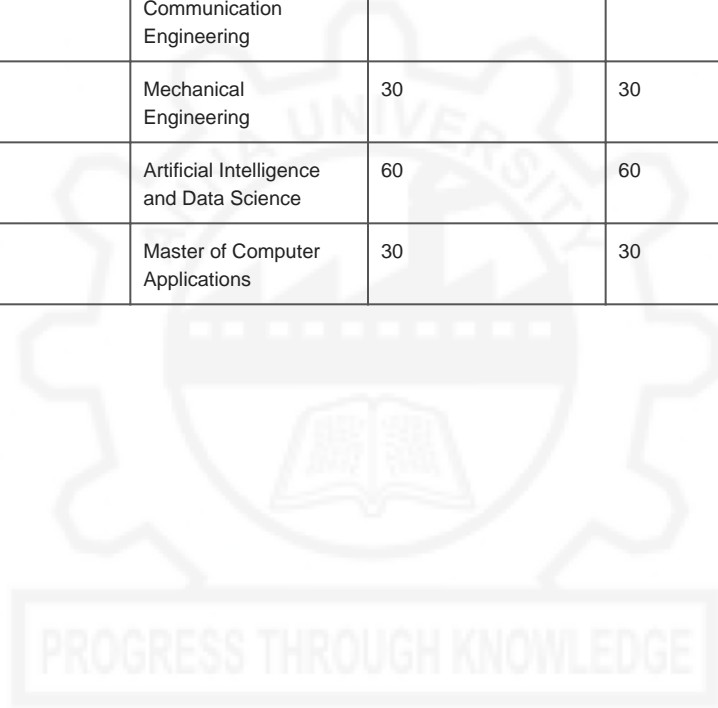 Communication
Engineering
Mechanical 30 30
Engineering
Artificial Intelligence 60 60
and Data Science
Master of Computer 30 30
Applications
UNIVERSITY
PROGRESS THROUGH KNOWLEDGE